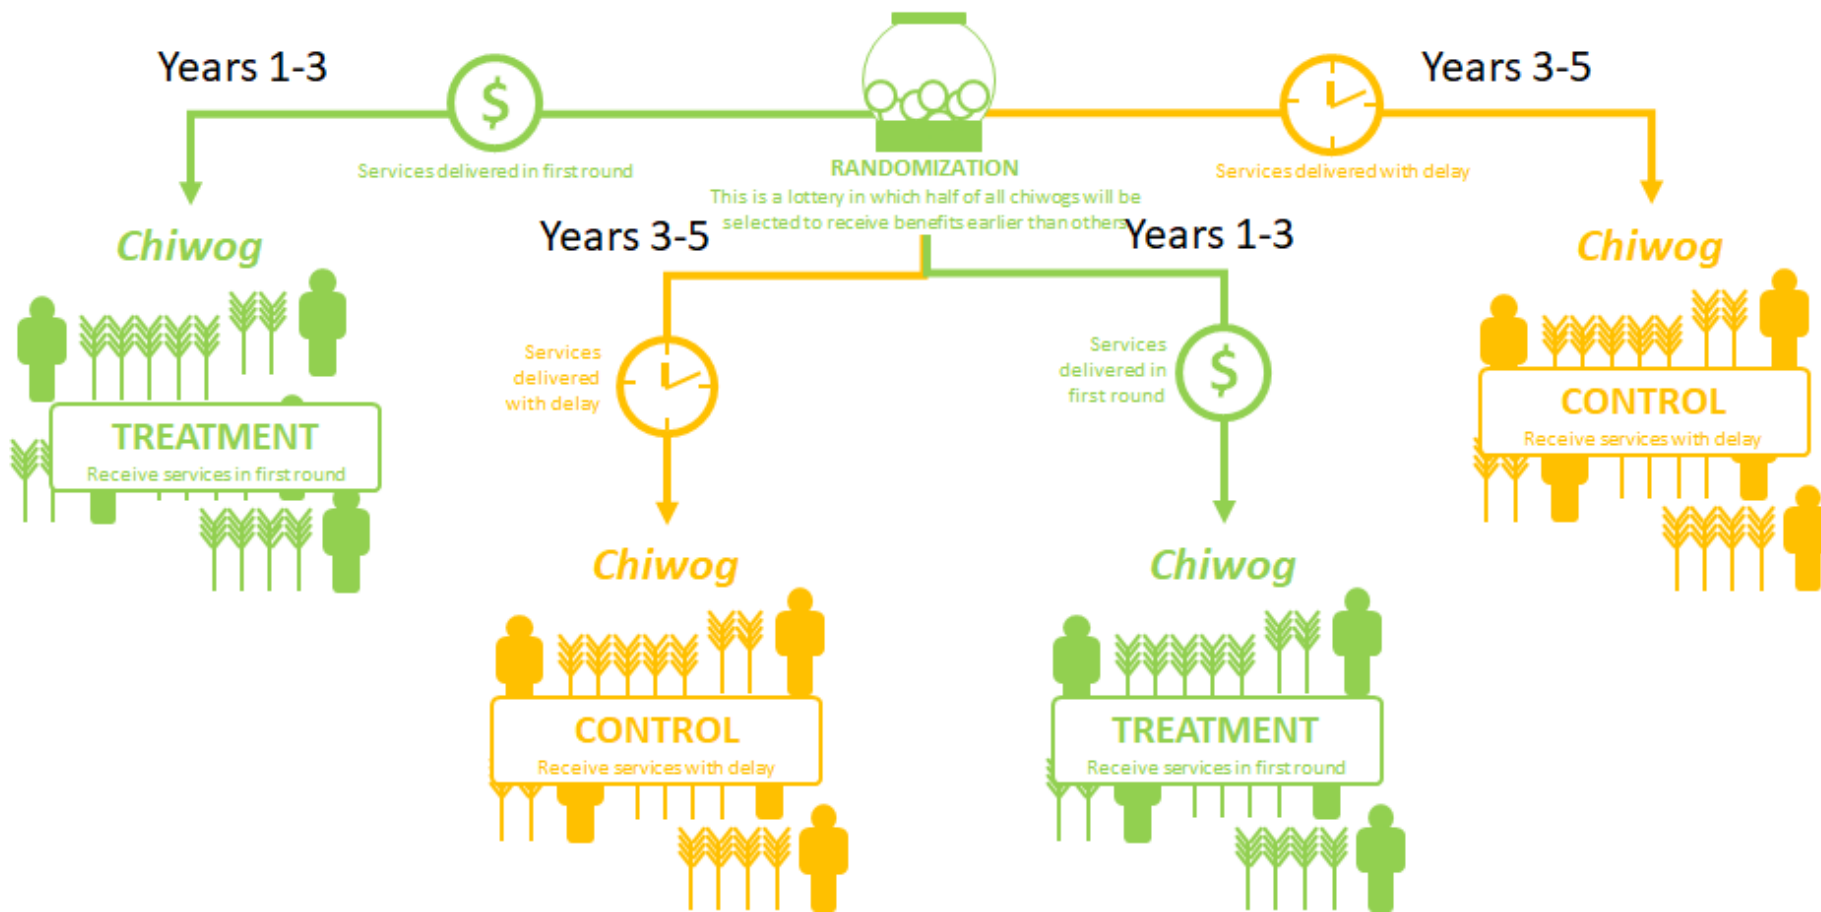 Years 1-3
$
Services delivered in first round
RANDOMIZATION
This is a lottery in which half of all chiwogs will be
selected to receive benefits earlier than others
Services delivered with delay
Years 3-5
Chiwog
TREATMENT
Receive services in first round
Years 3-5
Services
delivered
with delay
Chiwog
CONTROL
Receive services with delay
Years 1-3
Services
delivered in
first round
$
Chiwog
TREATMENT
Receive services in first round
Chiwog
CONTROL
Receive services with delay